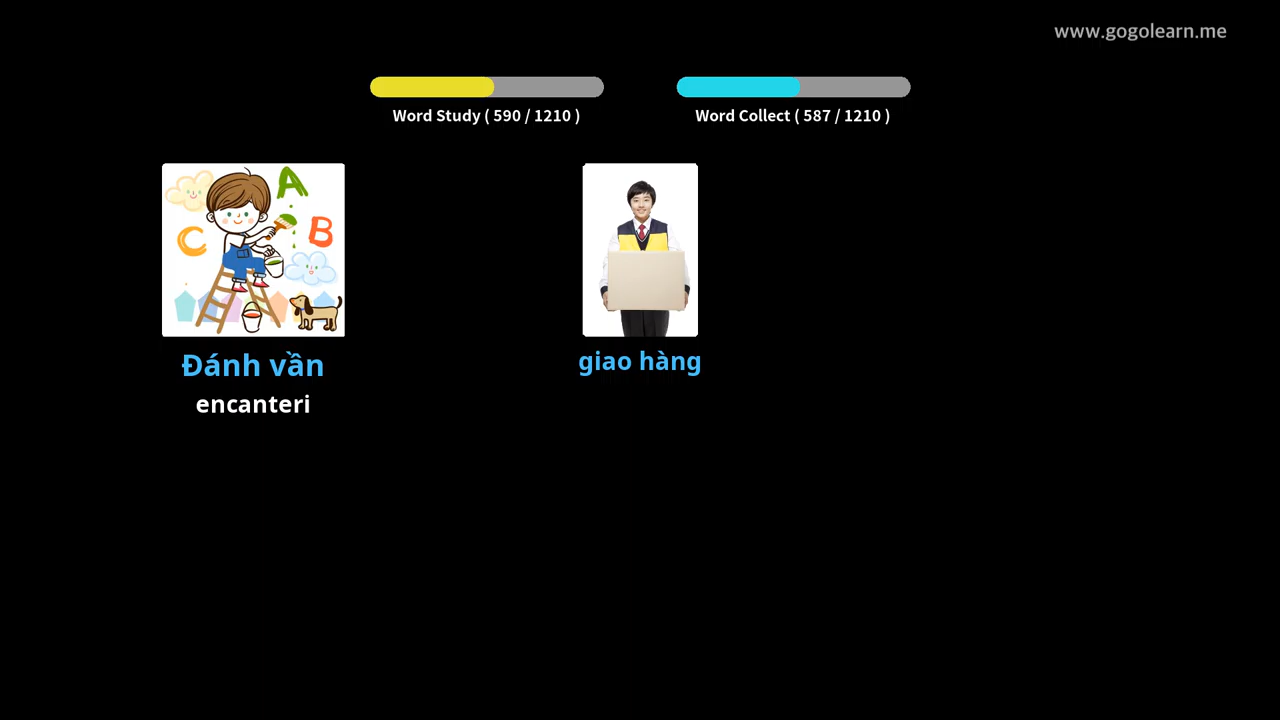 www.gogolearn.me
Word Study ( 590 / 1210 )
Word Collect ( 587 / 1210 )
A
B
C
Đánh vần
encanteri
giao hàng